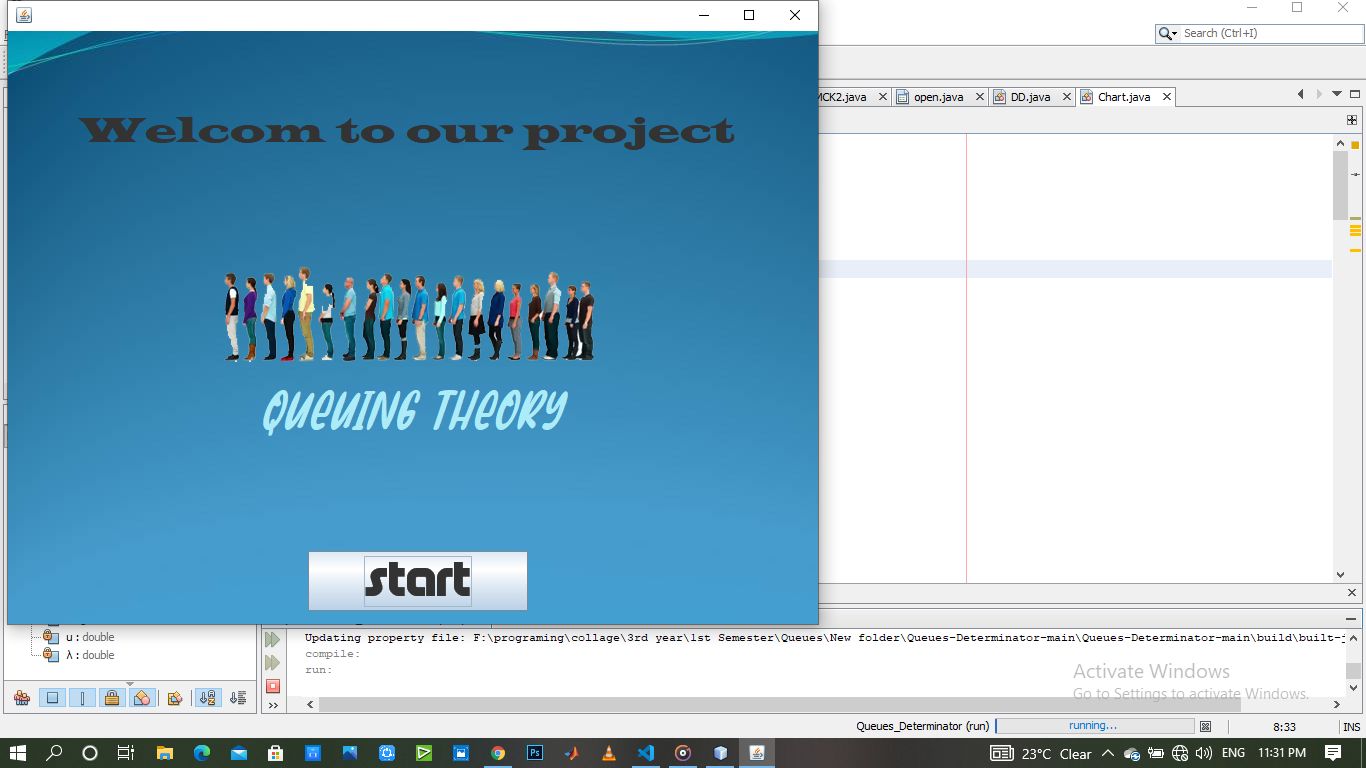 Search (Ctrl+I)
MCK2.java
open.java
DD.java
Chart.java
Welcom to our project
QUEUING THEORY
start
u : double
λ : double
Updating property file: F:\programing\collage\3rd year\1st Semester\Queues\New folder\Queues-Determinator-main\Queues-Determinator-main\build\built-j
compile:
run:
Activate Windows
Go to Settings to activate Windows.
Queues_Determinator (run)
running...
8:33
INS
23°C Clear
ENG
11:31 PM